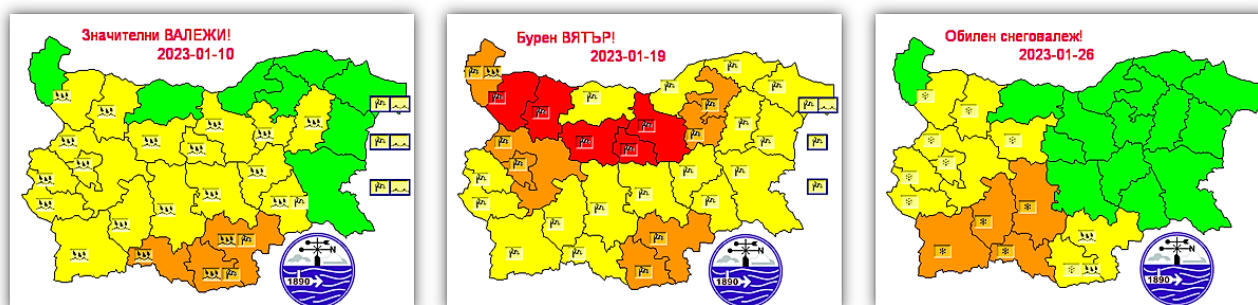 Значителни ВАЛЕЖИ!
2023-01-10
N
1890
Бурен ВЯТЪР!
2023-01-19
N
1890
Обилен снеговалеж!
2023-01-26
N
1890